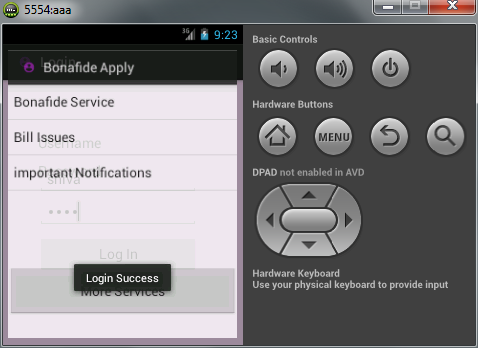 5554:aaa
3G 9:23
Login
Bonafide Apply
Bonafide Service
Bill Issues
Username
important Notifications
shiva
Log In
Login Success
More Services
Basic Controls
Hardware Buttons
MENU
DPAD not enabled in AVD
Hardware Keyboard
Use your physical keyboard to provide input